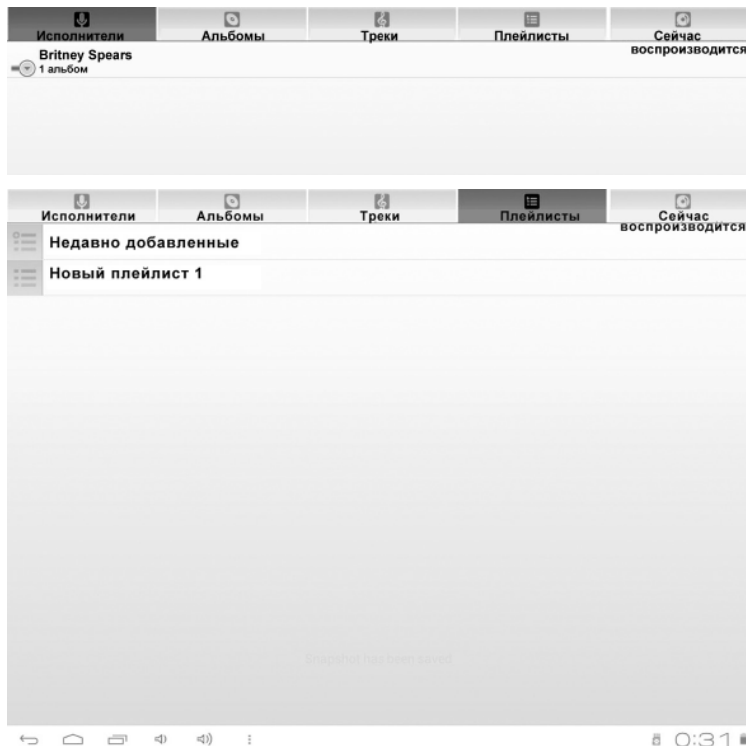 Исполнители Альбомы Треки Плейлисты Сейчас воспроизводится
Britney Spears
1 альбом
Исполнители Альбомы Треки Плейлисты Сейчас воспроизводится
Недавно добавленные
Новый плейлист 1
Snapshot has been saved
0:31